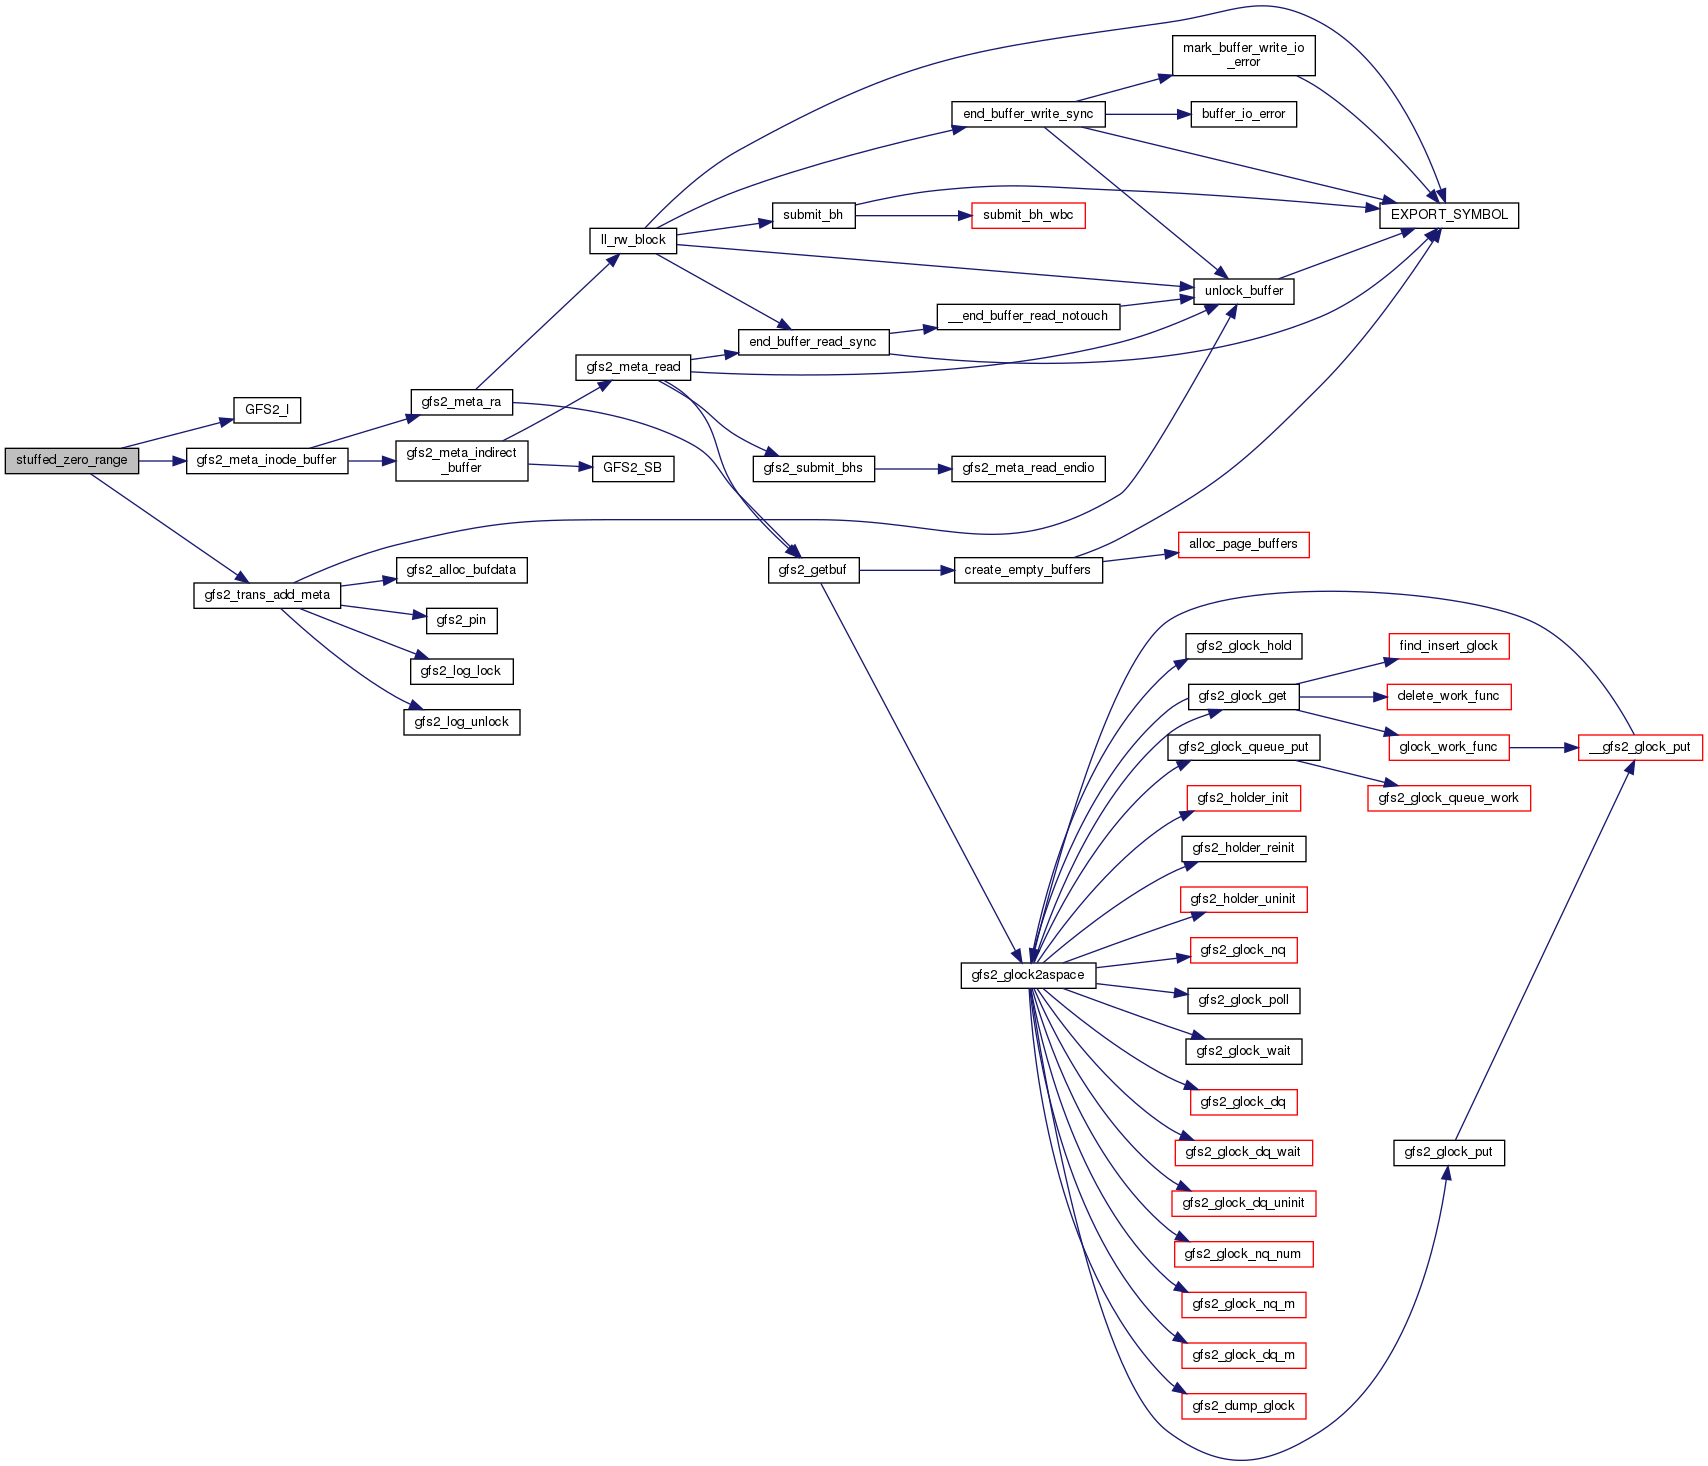 mark_buffer_write_io
_error
end_buffer_write_sync
buffer_io_error
submit_bh
submit_bh_wbc
EXPORT_SYMBOL
ll_rw_block
unlock_buffer
__end_buffer_read_notouch
end_buffer_read_sync
gfs2_meta_read
gfs2_meta_ra
GFS2_I
stuffed_zero_range
gfs2_meta_inode_buffer
gfs2_meta_indirect
_buffer
GFS2_SB
gfs2_submit_bhs
gfs2_meta_read_endio
alloc_page_buffers
gfs2_alloc_bufdata
gfs2_getbuf
create_empty_buffers
gfs2_trans_add_meta
gfs2_pin
gfs2_glock_hold
find_insert_glock
gfs2_log_lock
gfs2_glock_get
delete_work_func
gfs2_log_unlock
gfs2_glock_queue_put
glock_work_func
__gfs2_glock_put
gfs2_holder_init
gfs2_glock_queue_work
gfs2_holder_reinit
gfs2_holder_uninit
gfs2_glock_nq
gfs2_glock2aspace
gfs2_glock_poll
gfs2_glock_wait
gfs2_glock_dq
gfs2_glock_dq_wait
gfs2_glock_put
gfs2_glock_dq_uninit
gfs2_glock_nq_num
gfs2_glock_nq_m
gfs2_glock_dq_m
gfs2_dump_glock